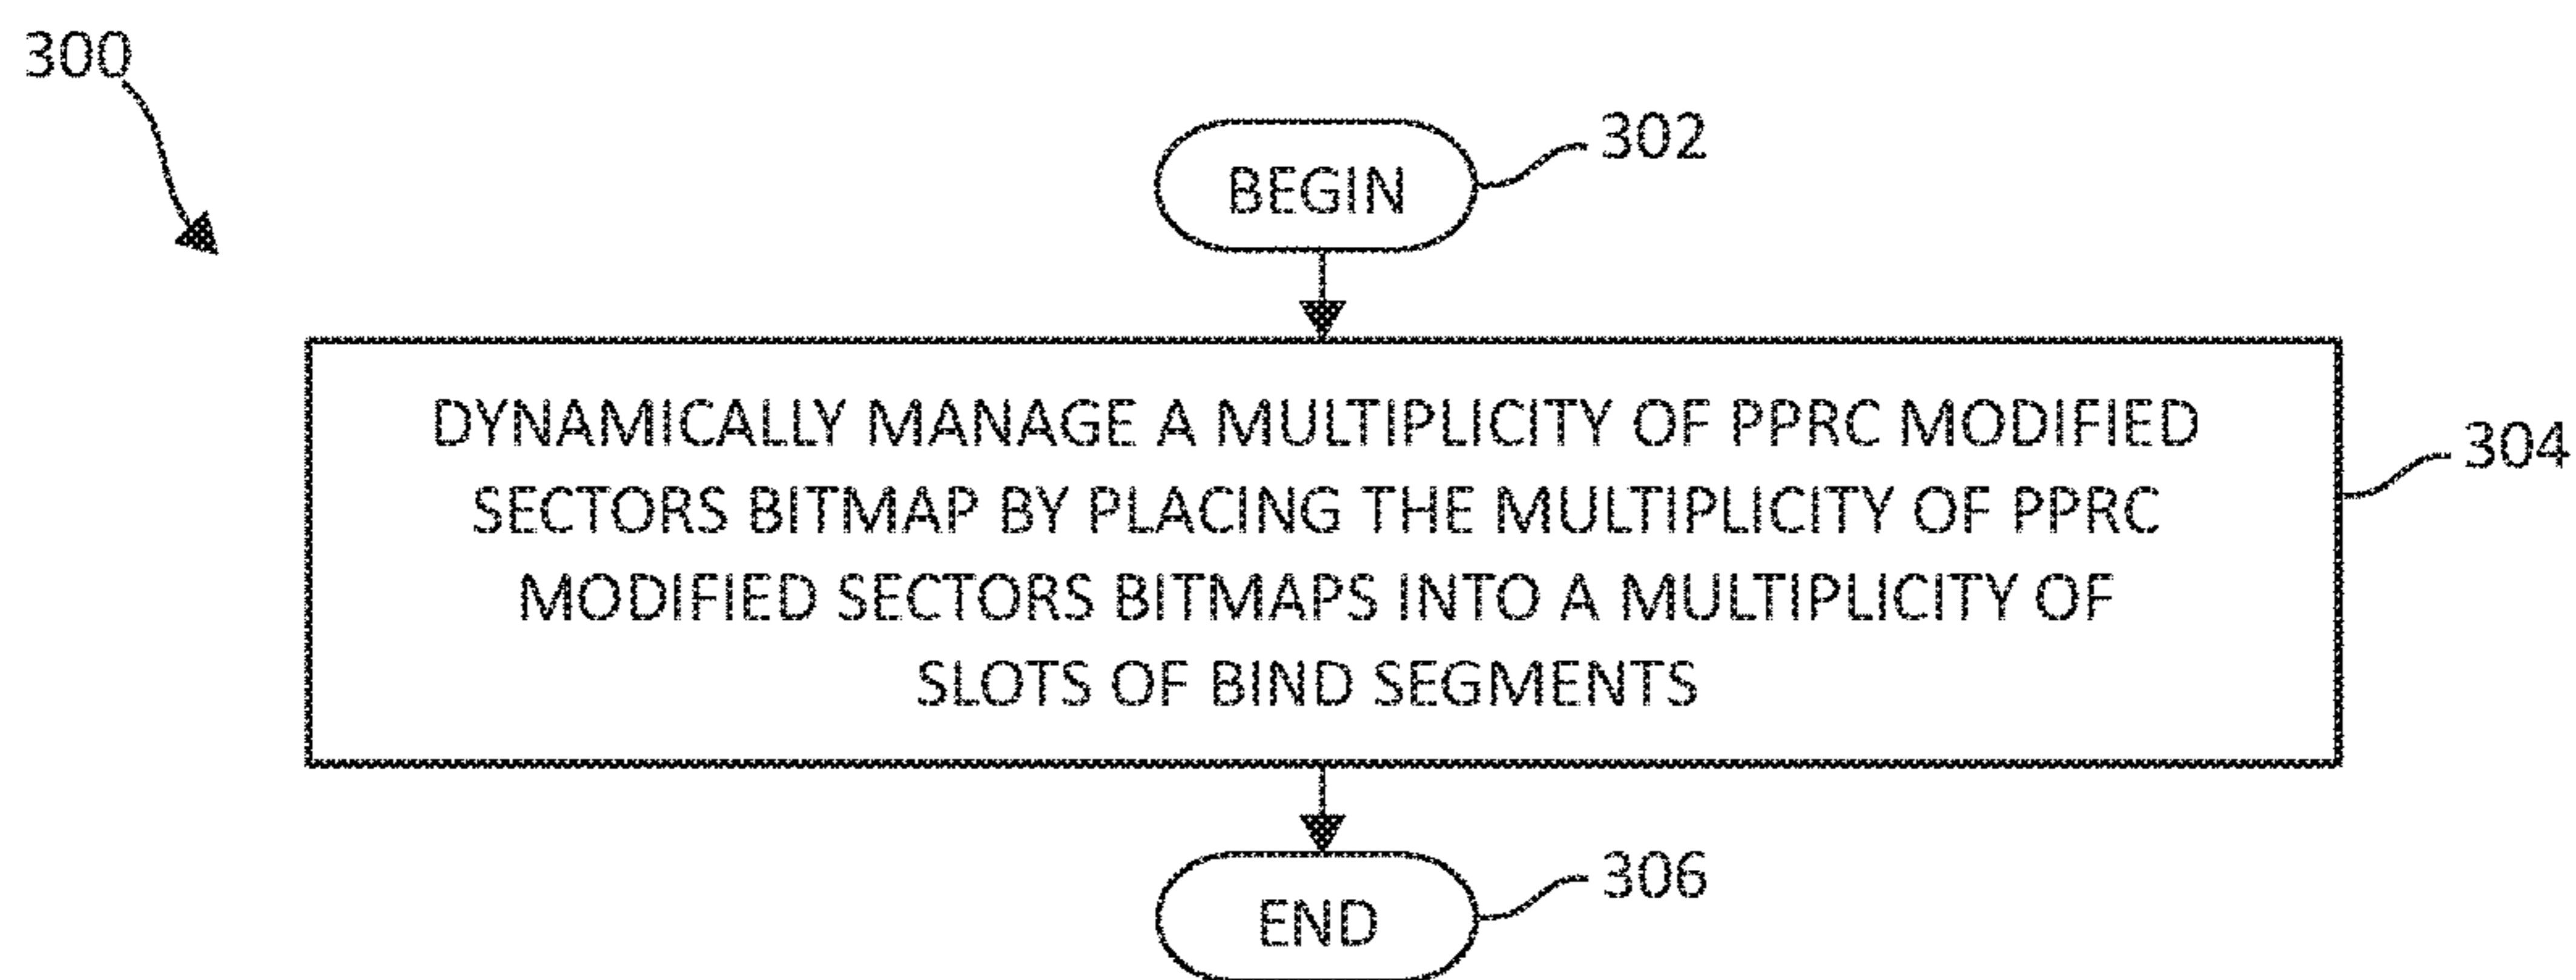 300
BEGIN
302
DYNAMICALLY MANAGE A MULTIPLICITY OF PPRC MODIFIED
SECTORS BITMAP BY PLACING THE MULTIPLICITY OF PPRC
MODIFIED SECTORS BITMAPS INTO A MULTIPLICITY OF
SLOTS OF BIND SEGMENTS
304
END
306